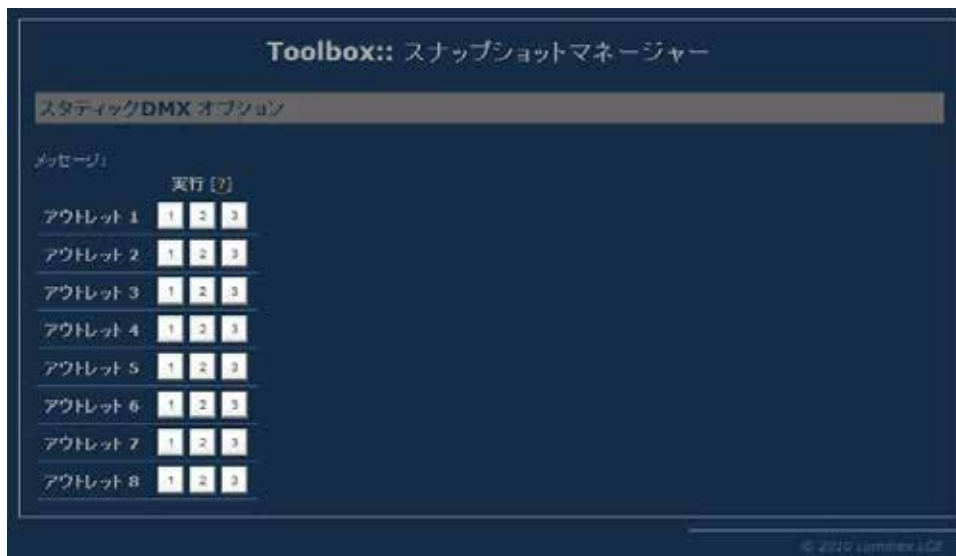 Toolbox:: スナップショットマネージャー
スタティックDMX オプション
メッセージ:
実行 [?]
アウトレット 1 1 2 3
アウトレット 2 1 2 3
アウトレット 3 1 2 3
アウトレット 4 1 2 3
アウトレット 5 1 2 3
アウトレット 6 1 2 3
アウトレット 7 1 2 3
アウトレット 8 1 2 3
© 2010 Luminex